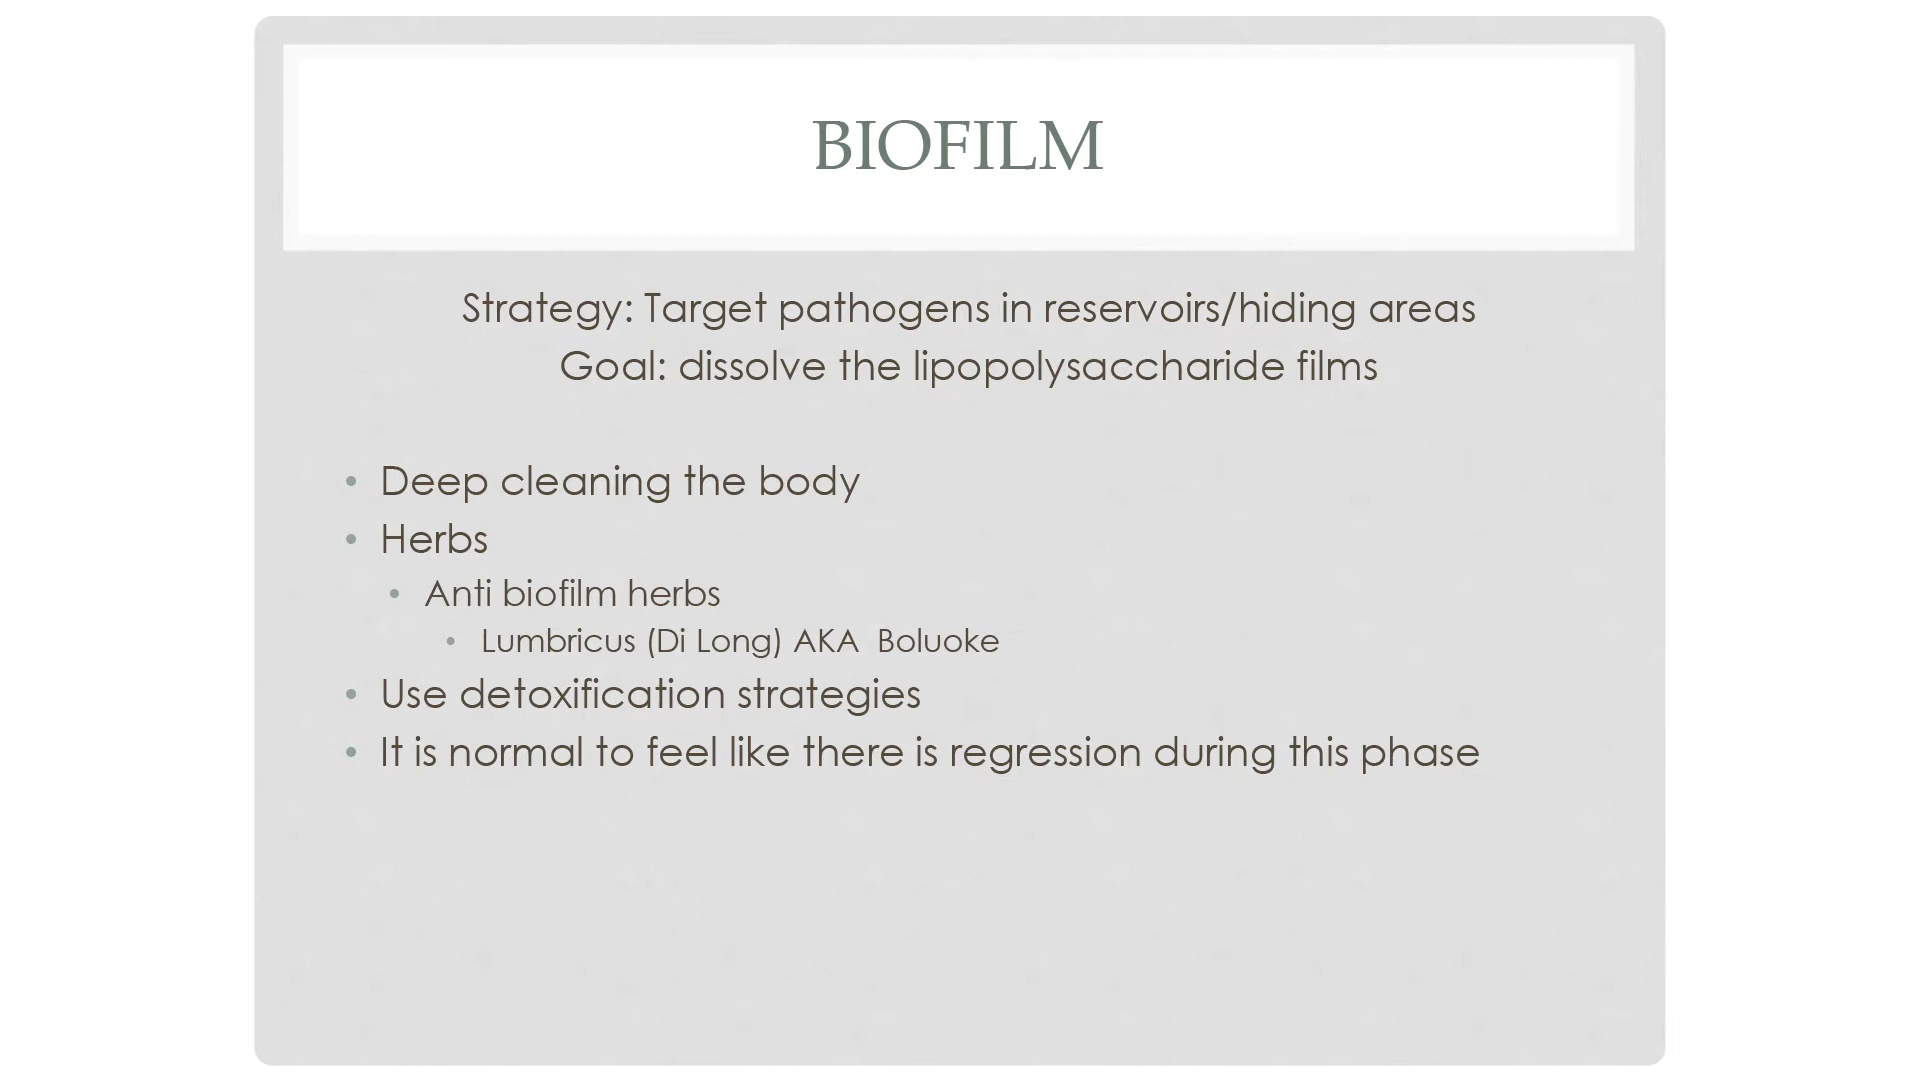 BIOFILM
Strategy: Target pathogens in reservoirs/hiding areas
Goal: dissolve the lipopolysaccharide films
• Deep cleaning the body
• Herbs
• Anti biofilm herbs
• Lumbricus (Di Long) AKA  Boluoke
• Use detoxification strategies
• It is normal to feel like there is regression during this phase